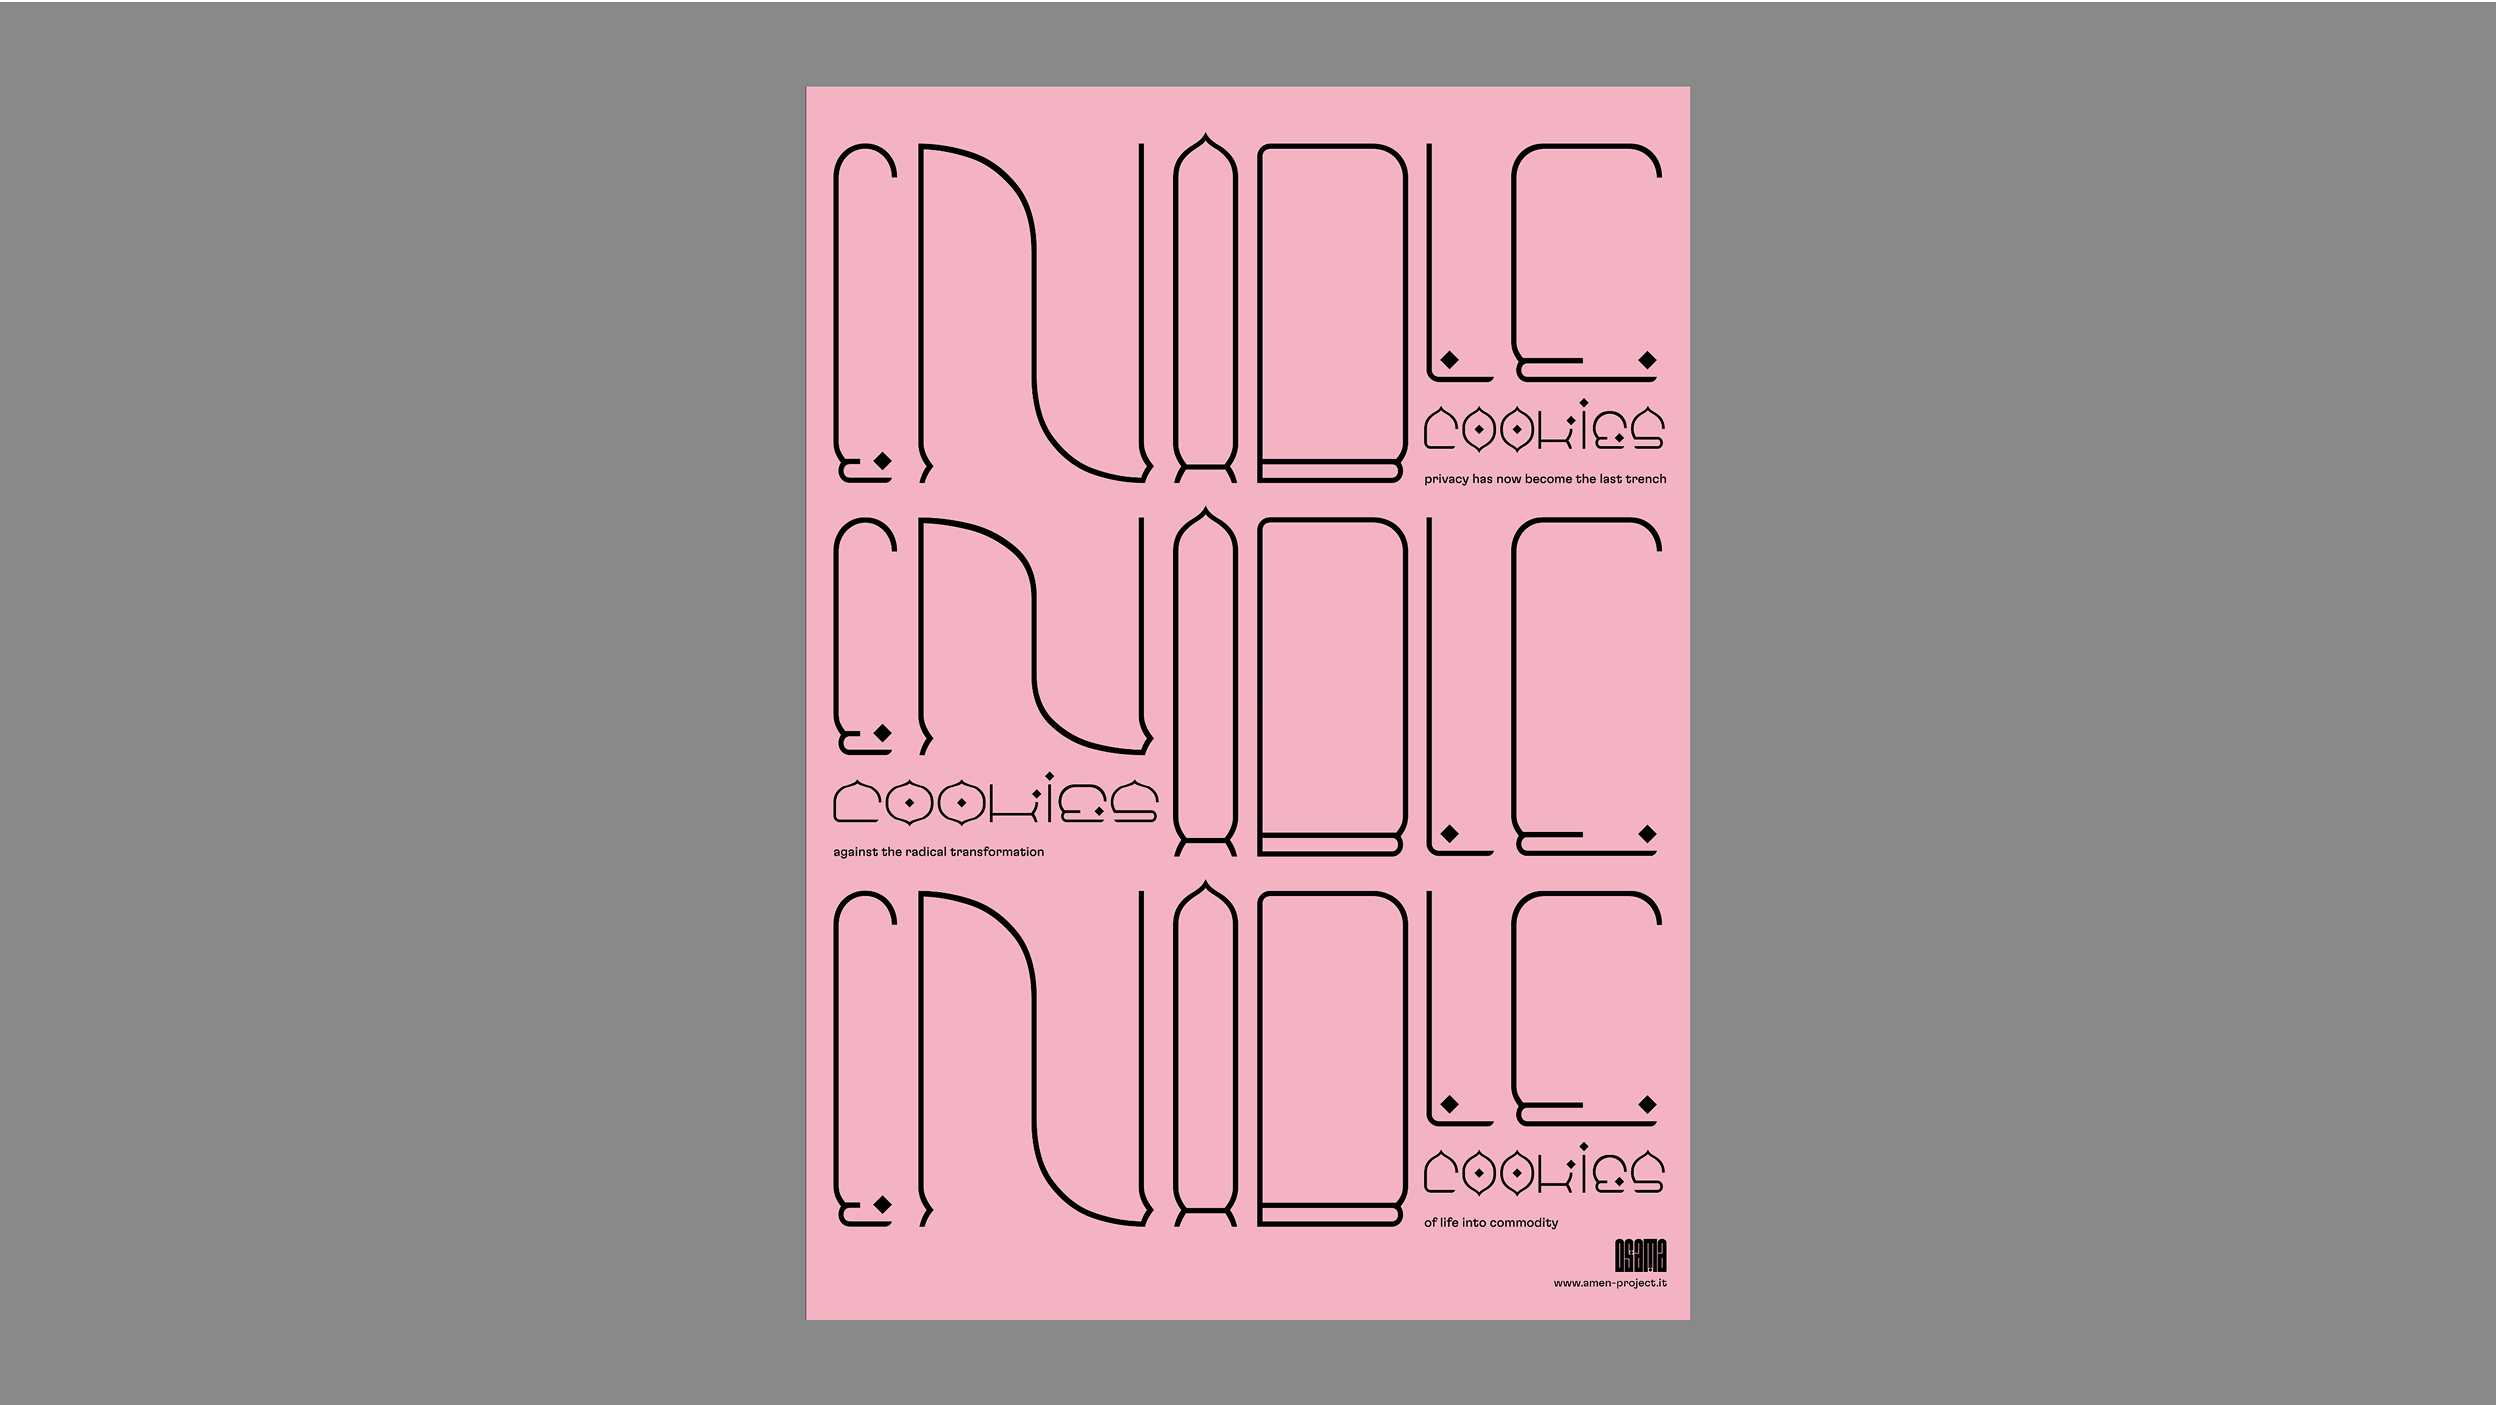 ENABLE
cookies
privacy has now become the last trench
ENABLE
cookies
against the radical transformation
ENABLE
cookies
of life into commodity
osama
www.amen-project.it